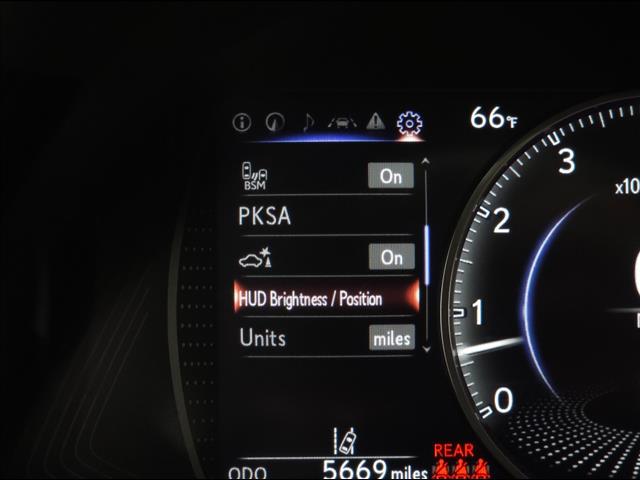 66°F
BSM On
PKSA
On
HUD Brightness / Position
Units miles
ODO 5669 miles
REAR
3
x10
2
1
0